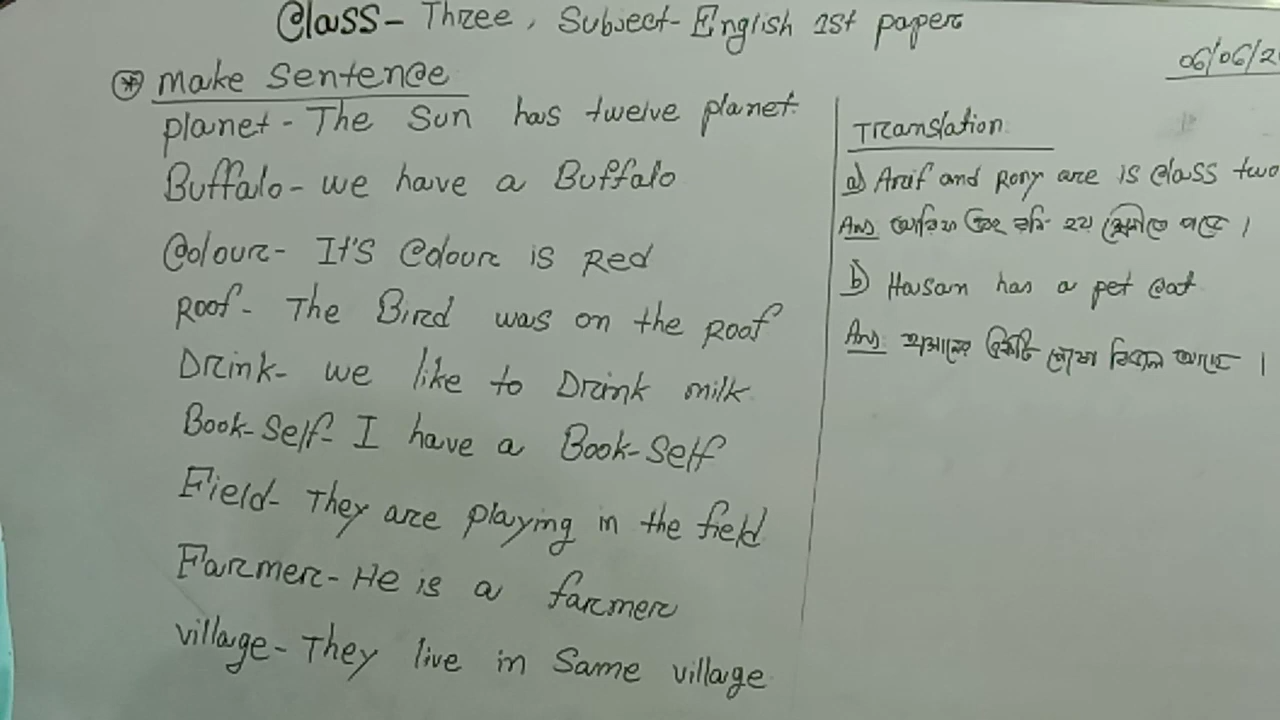 Class- Three, Subject- English 1st paper
06/06/2
* make Sentence
planet - The Sun has twelve planet.
Buffalo - we have a Buffalo
Colour- It's Colour is Red
Roof- The Bird was on the roof
Drink- we like to Drink milk.
Book-Self- I have a Book-Self
Field- They are playing in the field
Farmer- He is a farmer
village- They live in Same village
Translation
a) Arif and Rony are is class two
Ans আরিফ এবং রনি হয় শ্রেণীতে পড়ে।
b) Hasan has a pet cat
Ans: একটি পোষা বিড়াল আছে।